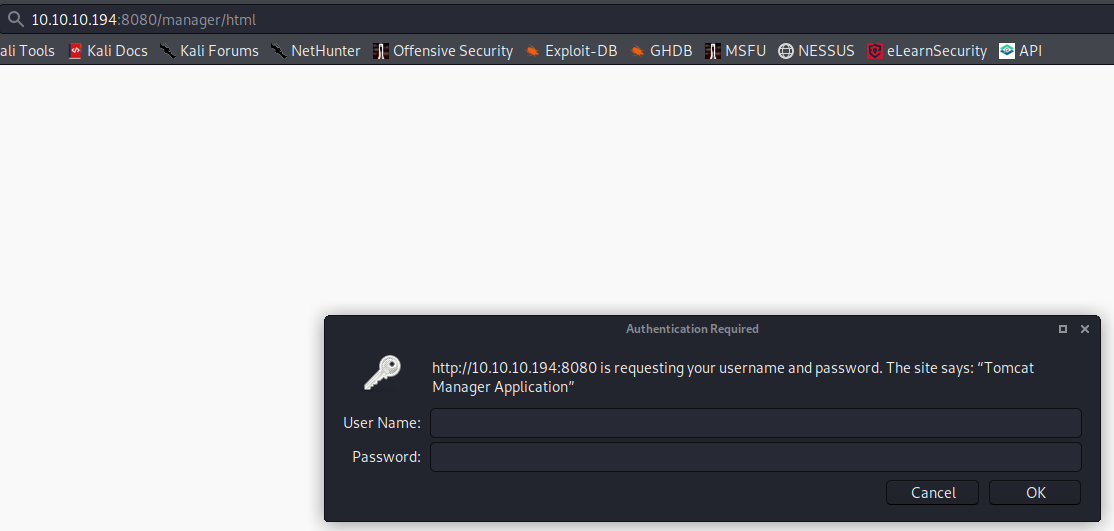 10.10.10.194:8080/manager/html
ali Tools Kali Docs Kali Forums NetHunter Offensive Security Exploit-DB GHDB MSFU NESSUS eLearnSecurity API
Authentication Required
http://10.10.10.194:8080 is requesting your username and password. The site says: “Tomcat
Manager Application”
User Name:
Password:
Cancel OK